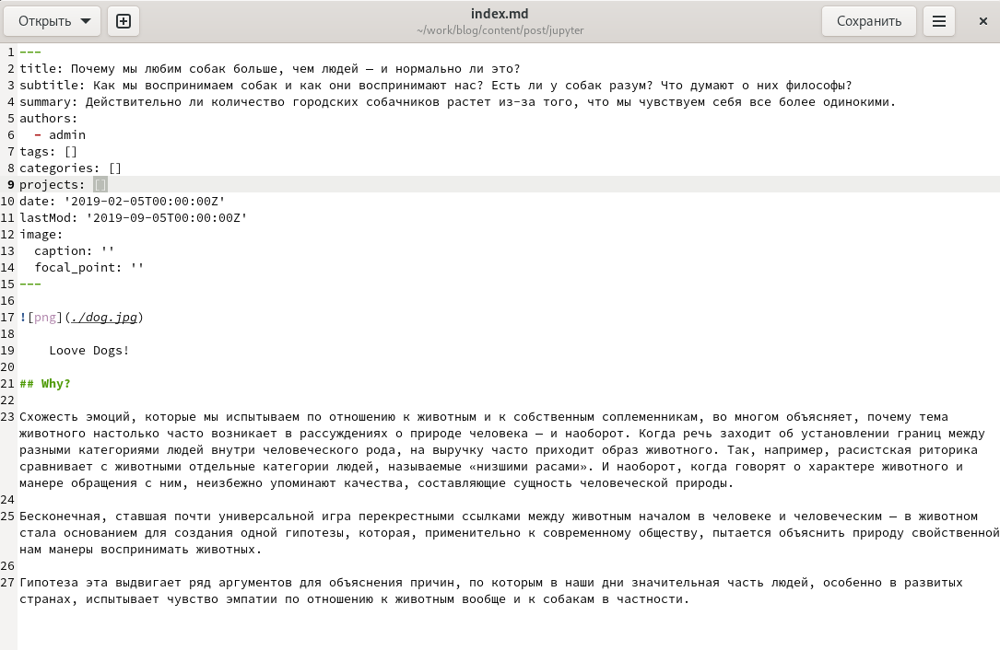 Открыть
index.md
~/work/blog/content/post/jupyter
Сохранить
1 ---
2 title: Почему мы любим собак больше, чем людей — и нормально ли это?
3 subtitle: Как мы воспринимаем собак и как они воспринимают нас? Есть ли у собак разум? Что думают о них философы?
4 summary: Действительно ли количество городских собачников растет из-за того, что мы чувствуем себя все более одинокими.
5 authors:
6   - admin
7 tags: []
8 categories: []
9 projects: []
10 date: '2019-02-05T00:00:00Z'
11 lastMod: '2019-09-05T00:00:00Z'
12 image:
13   caption: ''
14   focal_point: ''
15 ---
16
17 ![png](./dog.jpg)
18
19     Loove Dogs!
20
21 ## Why?
22
23 Схожесть эмоций, которые мы испытываем по отношению к животным и к собственным соплеменникам, во многом объясняет, почему тема
животного настолько часто возникает в рассуждениях о природе человека — и наоборот. Когда речь заходит об установлении границ между
разными категориями людей внутри человеческого рода, на выручку часто приходит образ животного. Так, например, расистская риторика
сравнивает с животными отдельные категории людей, называемые «низшими расами». И наоборот, когда говорят о характере животного и
манере обращения с ним, неизбежно упоминают качества, составляющие сущность человеческой природы.
24
25 Бесконечная, ставшая почти универсальной игра перекрестными ссылками между животным началом в человеке и человеческим — в животном
стала основанием для создания одной гипотезы, которая, применительно к современному обществу, пытается объяснить природу свойственной
нам манеры воспринимать животных.
26
27 Гипотеза эта выдвигает ряд аргументов для объяснения причин, по которым в наши дни значительная часть людей, особенно в развитых
странах, испытывает чувство эмпатии по отношению к животным вообще и к собакам в частности.